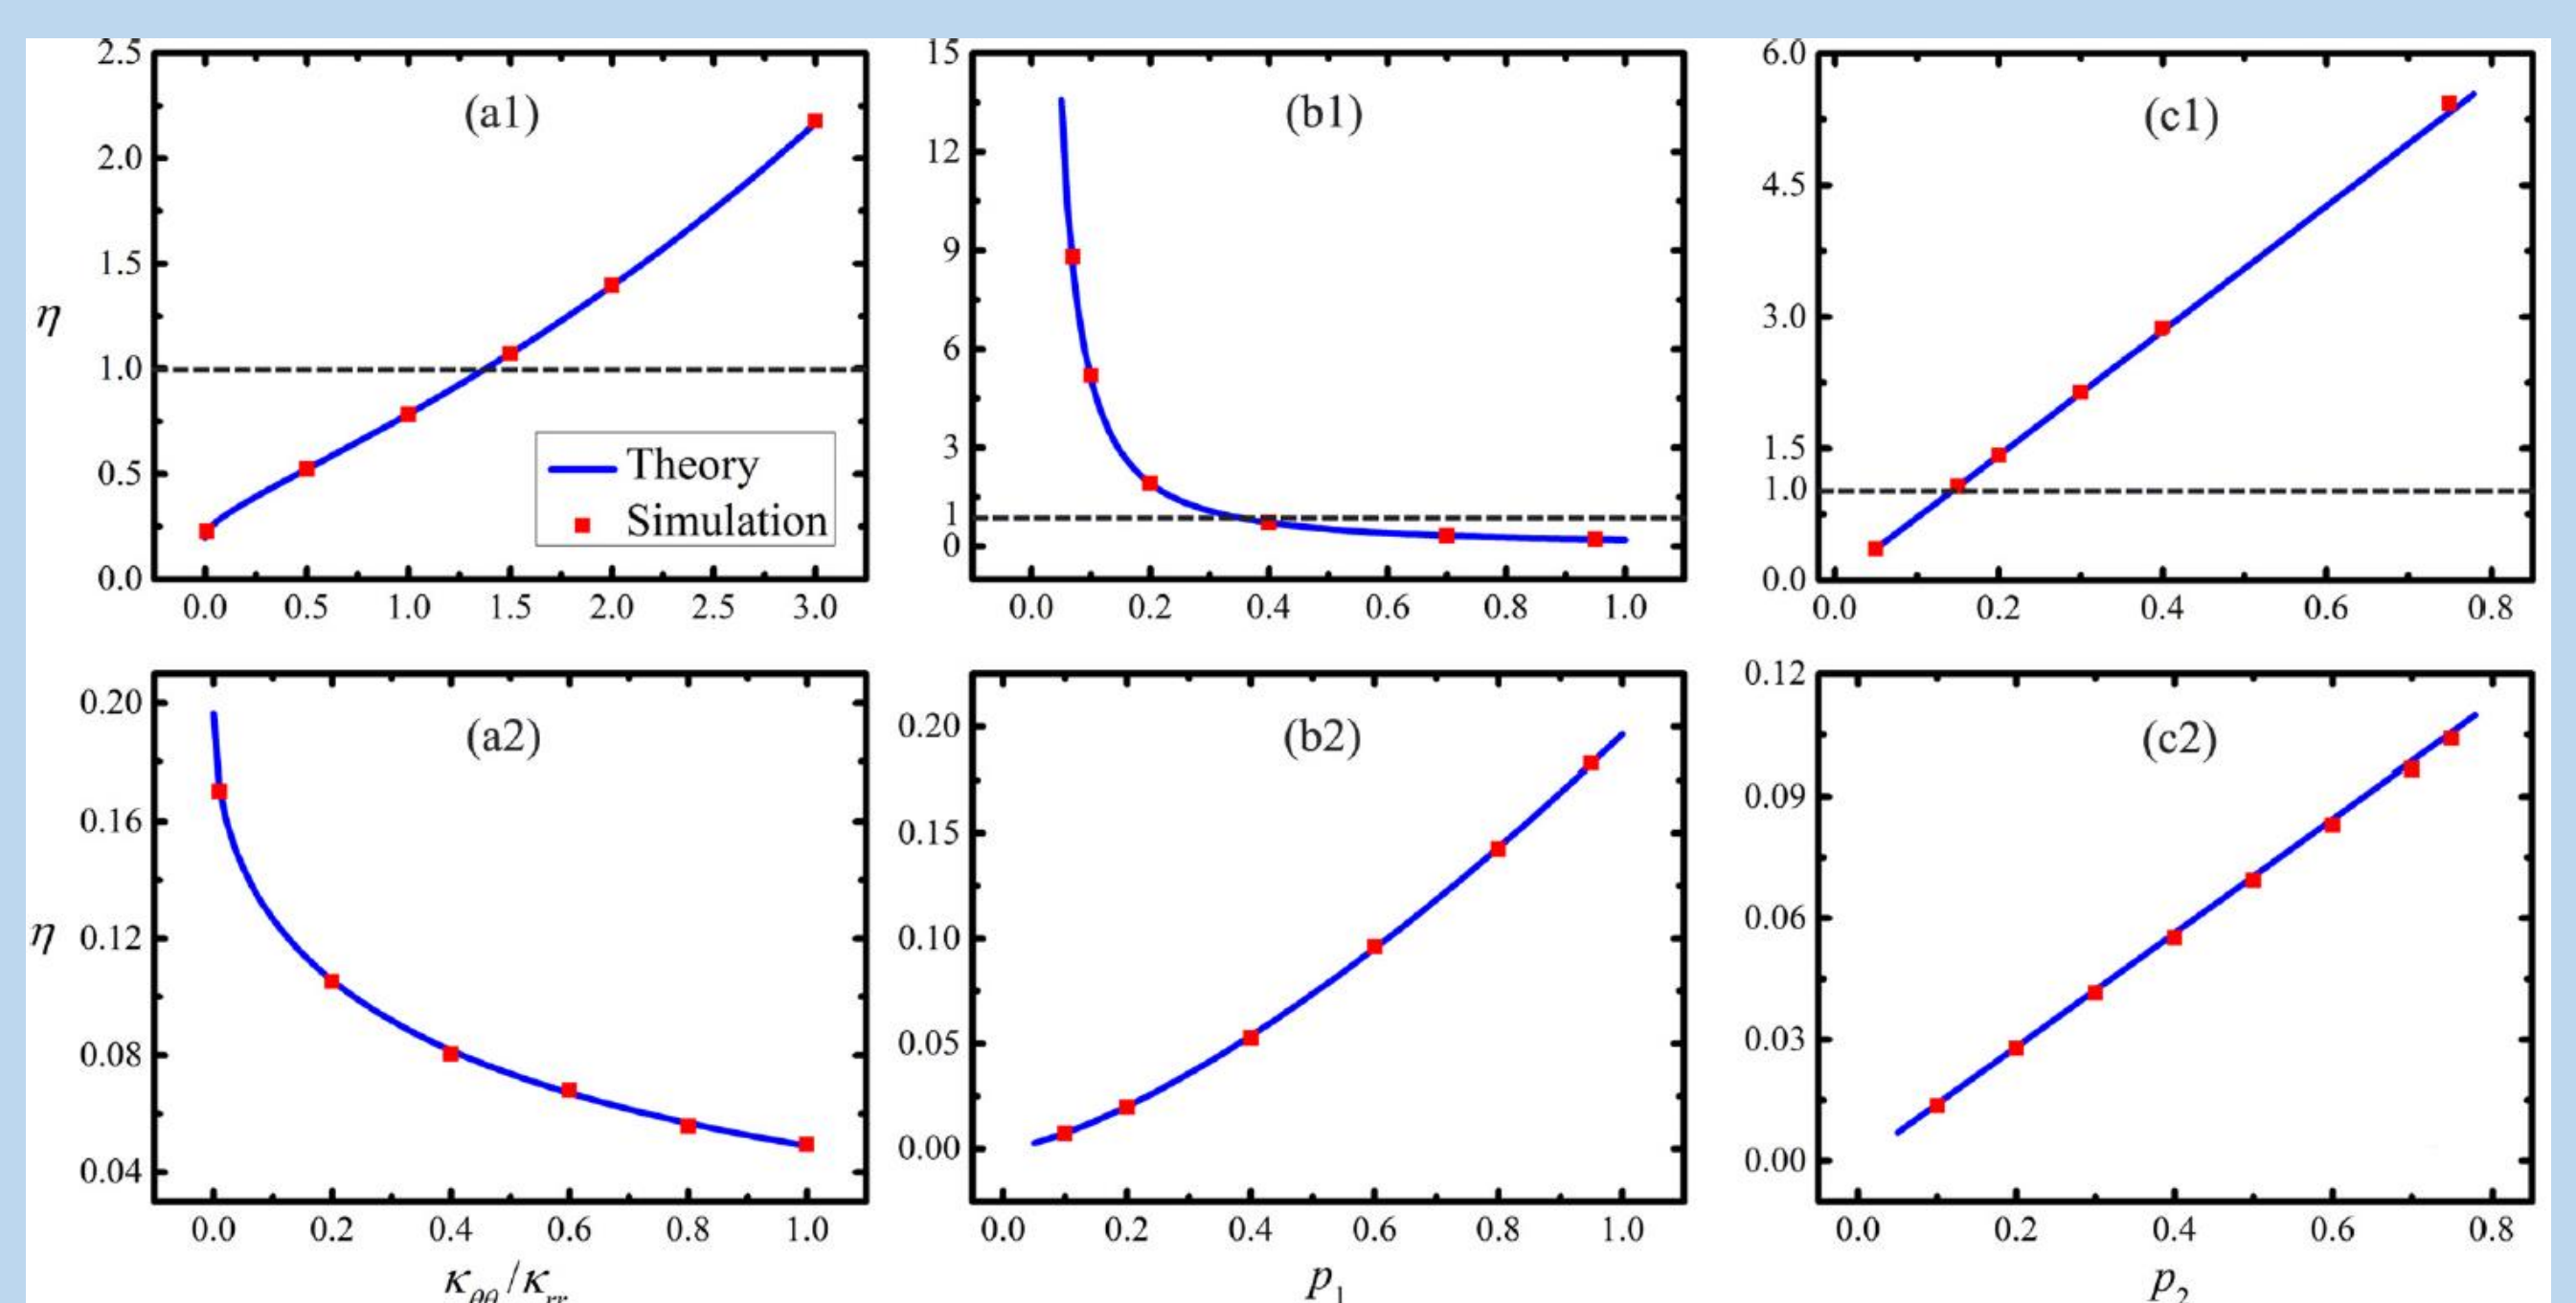 2.5 15 6.0
(a1) (b1) (c1)
2.0 12 4.5
1.5 9
η 6 3.0
1.0
Theory 3 1.5
0.5 Simulation 1 1.0
0.0 0 0.0
0.0 0.5 1.0 1.5 2.0 2.5 3.0 0.0 0.2 0.4 0.6 0.8 1.0 0.0 0.2 0.4 0.6 0.8
0.20 0.20 0.12
(a2) (b2) (c2)
0.16 0.15 0.09
η 0.12 0.10 0.06
0.08 0.05 0.03
0.04 0.00 0.00
0.0 0.2 0.4 0.6 0.8 1.0 0.0 0.2 0.4 0.6 0.8 1.0 0.0 0.2 0.4 0.6 0.8
κθθ/κrr p1 p2